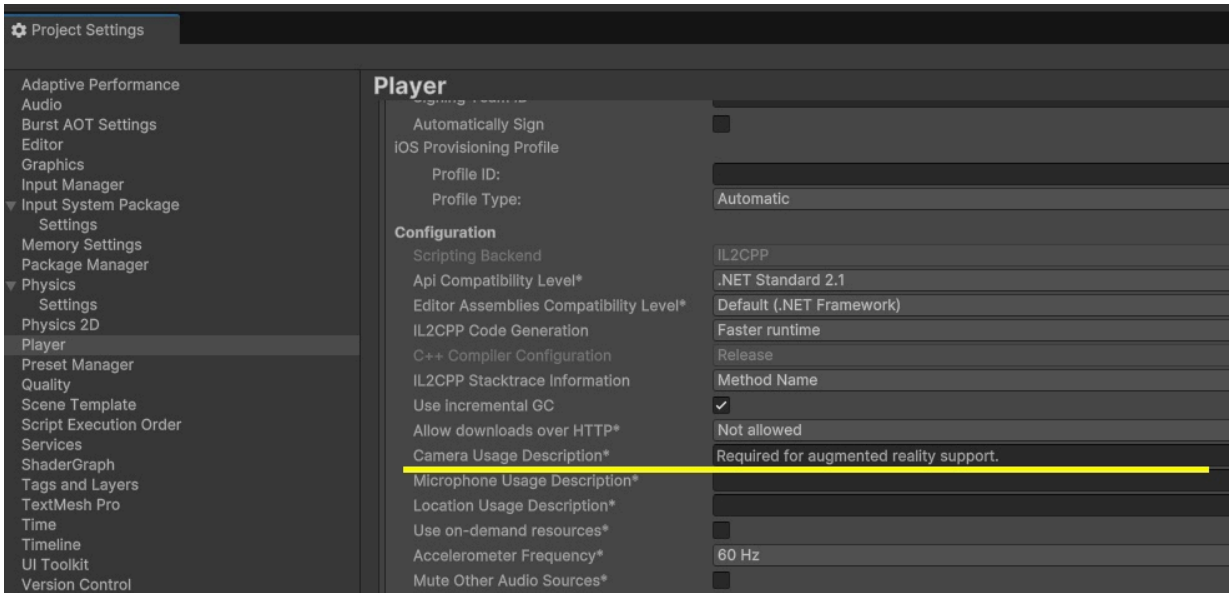 Project Settings
Adaptive Performance
Audio
Burst AOT Settings
Editor
Graphics
Input Manager
Input System Package
Settings
Memory Settings
Package Manager
Physics
Settings
Physics 2D
Player
Preset Manager
Quality
Scene Template
Script Execution Order
Services
ShaderGraph
Tags and Layers
TextMesh Pro
Time
Timeline
UI Toolkit
Version Control
Player
Automatically Sign
iOS Provisioning Profile
Profile ID:
Profile Type: Automatic
Configuration
Scripting Backend IL2CPP
Api Compatibility Level* .NET Standard 2.1
Editor Assemblies Compatibility Level* Default (.NET Framework)
IL2CPP Code Generation Faster runtime
C++ Compiler Configuration Release
IL2CPP Stacktrace Information Method Name
Use incremental GC
Allow downloads over HTTP* Not allowed
Camera Usage Description* Required for augmented reality support.
Microphone Usage Description*
Location Usage Description*
Use on-demand resources*
Accelerometer Frequency* 60 Hz
Mute Other Audio Sources*